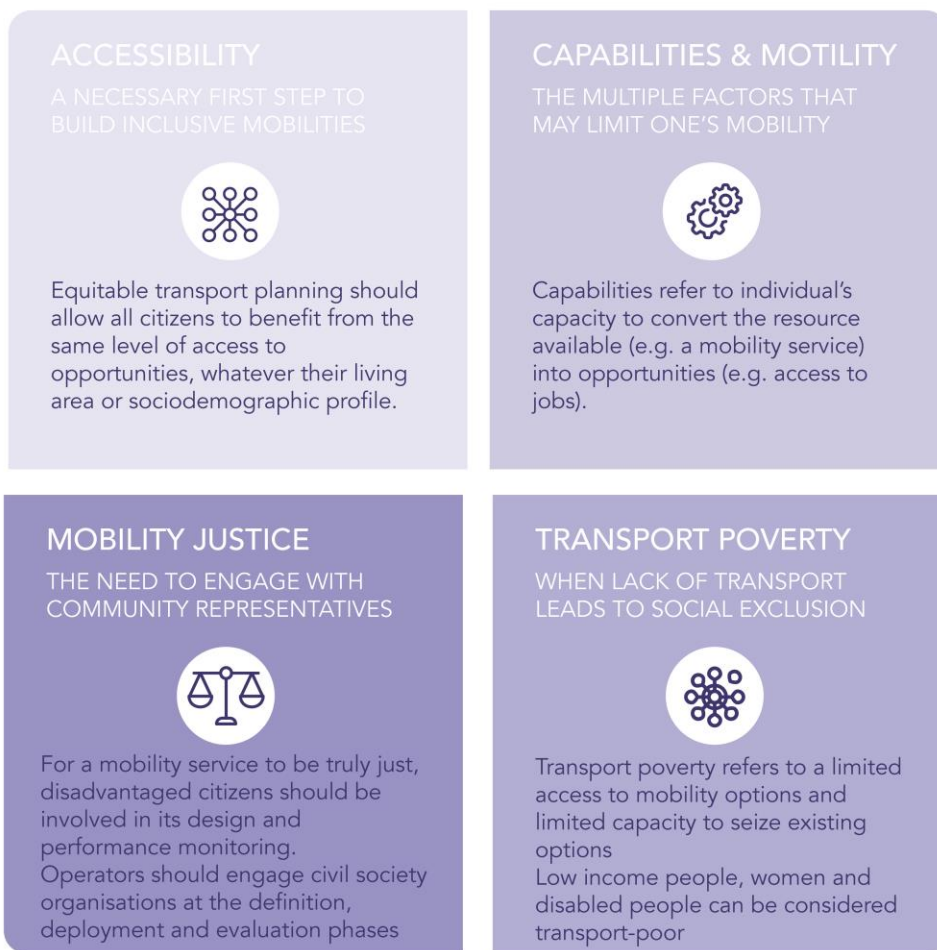 ACCESSIBILITY
A NECESSARY FIRST STEP TO
BUILD INCLUSIVE MOBILITIES
Equitable transport planning should
allow all citizens to benefit from the
same level of access to
opportunities, whatever their living
area or sociodemographic profile.
CAPABILITIES & MOTILITY
THE MULTIPLE FACTORS THAT
MAY LIMIT ONE'S MOBILITY
Capabilities refer to individual's
capacity to convert the resource
available (e.g. a mobility service)
into opportunities (e.g. access to
jobs).
MOBILITY JUSTICE
THE NEED TO ENGAGE WITH
COMMUNITY REPRESENTATIVES
For a mobility service to be truly just,
disadvantaged citizens should be
involved in its design and
performance monitoring.
Operators should engage civil society
organisations at the definition,
deployment and evaluation phases
TRANSPORT POVERTY
WHEN LACK OF TRANSPORT
LEADS TO SOCIAL EXCLUSION
Transport poverty refers to a limited
access to mobility options and
limited capacity to seize existing
options
Low income people, women and
disabled people can be considered
transport-poor